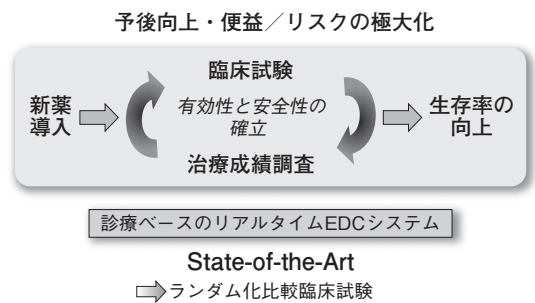 予後向上・便益／リスクの極大化
臨床試験
新薬
導入
有効性と安全性の
確立
生存率の
向上
治療成績調査
診療ベースのリアルタイムEDCシステム
State-of-the-Art
ランダム化比較臨床試験